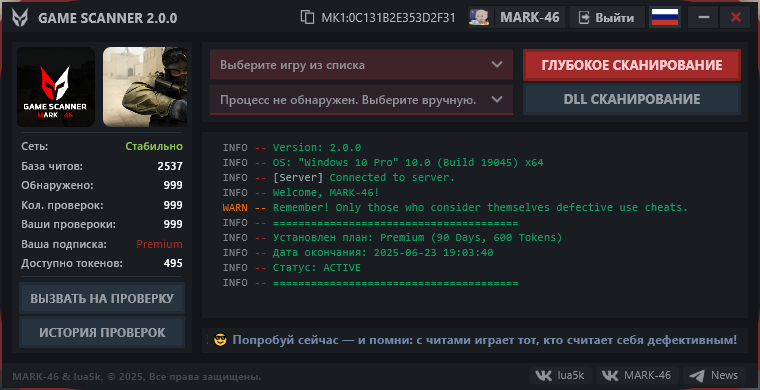 GAME SCANNER 2.0.0
MK1:0C131B2E353D2F31
MARK-46
Выйти
GAME SCANNER
MARK - 46
Сеть: Стабильно
База читов: 2537
Обнаружено: 999
Кол. проверок: 999
Ваши провероки: 999
Ваша подписка: Premium
Доступно токенов: 495
ВЫЗВАТЬ НА ПРОВЕРКУ
ИСТОРИЯ ПРОВЕРОК
Выберите игру из списка
ГЛУБОКОЕ СКАНИРОВАНИЕ
Процесс не обнаружен. Выберите вручную.
DLL СКАНИРОВАНИЕ
INFO -- Version: 2.0.0
INFO -- OS: "Windows 10 Pro" 10.0 (Build 19045) x64
INFO -- [Server] Connected to server.
INFO -- Welcome, MARK-46!
WARN -- Remember! Only those who consider themselves defective use cheats.
INFO -- =======================================
INFO -- Установлен план: Premium (90 Days, 600 Tokens)
INFO -- Дата окончания: 2025-06-23 19:03:40
INFO -- Статус: ACTIVE
INFO -- =======================================
😎 Попробуй сейчас — и помни: с читами играет тот, кто считает себя дефективным!
MARK-46 & lua5k, © 2025, Все права защищены.
lua5k
MARK-46
News